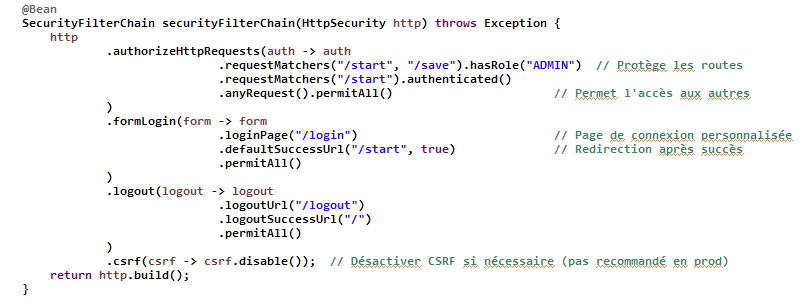 @Bean
SecurityFilterChain securityFilterChain(HttpSecurity http) throws Exception {
http
.authorizeHttpRequests(auth -> auth
.requestMatchers("/start", "/save").hasRole("ADMIN")  // Protège les routes
.requestMatchers("/start").authenticated()
.anyRequest().permitAll()  // Permet l'accès aux autres
)
.formLogin(form -> form
.loginPage("/login")  // Page de connexion personnalisée
.defaultSuccessUrl("/start", true)  // Redirection après succès
.permitAll()
)
.logout(logout -> logout
.logoutUrl("/logout")
.logoutSuccessUrl("/")
.permitAll()
)
.csrf(csrf -> csrf.disable());  // Désactiver CSRF si nécessaire (pas recommandé en prod)
return http.build();
}